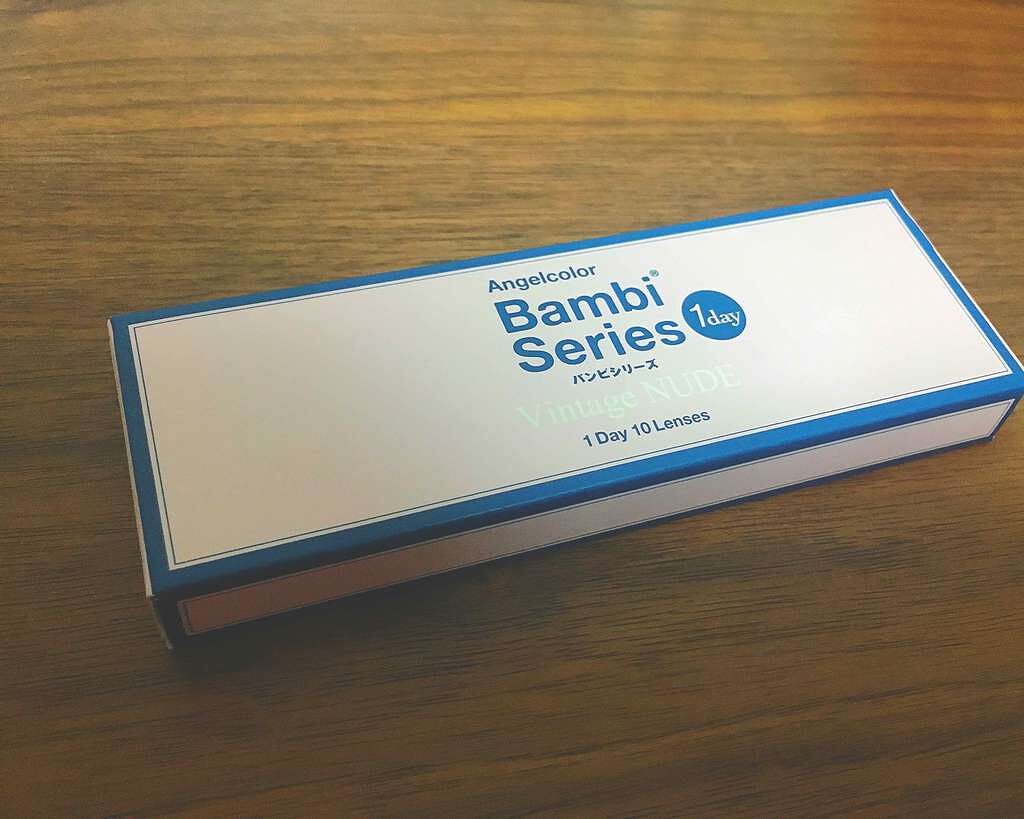 Angelcolor
Bambi®
Series 1day
バンビシリーズ
Vintage NUDE
1 Day 10 Lenses